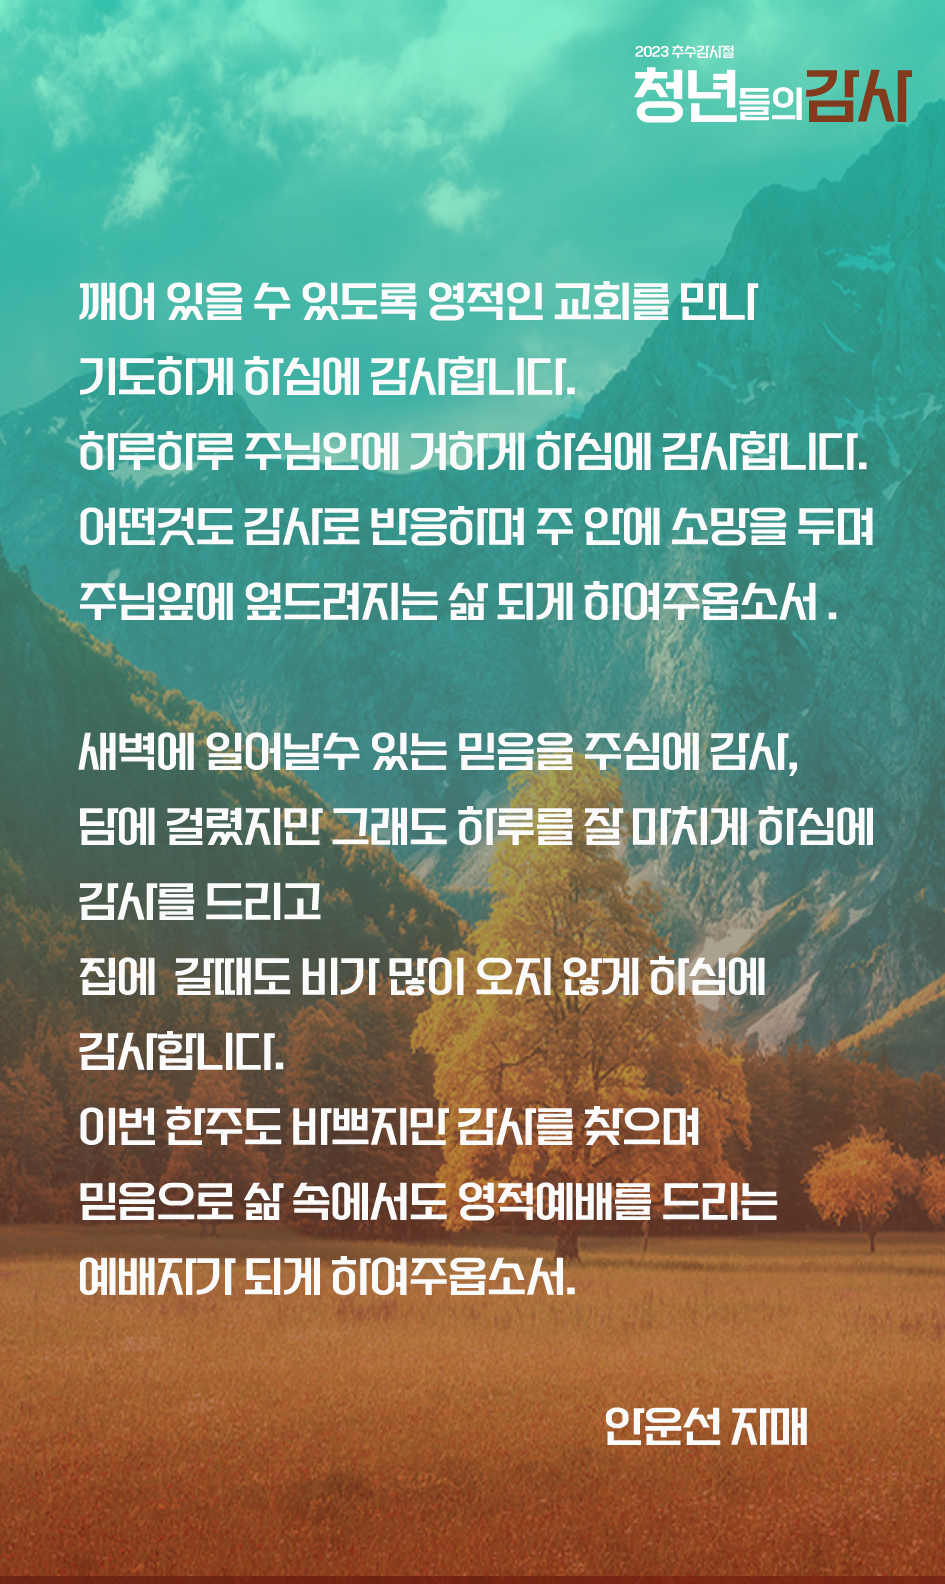 2023 추수감사절
청년들의감사
깨어 있을 수 있도록 영적인 교회를 만나
기도하게 하심에 감사합니다.
하루하루 주님안에 거하게 하심에 감사합니다.
어떤것도 감사로 반응하며 주 안에 소망을 두며
주님앞에 엎드려지는 삶 되게 하여주옵소서 .
새벽에 일어날수 있는 믿음을 주심에 감사,
담에 걸렸지만 그래도 하루를 잘 마치게 하심에
감사를 드리고
집에  갈때도 비가 많이 오지 않게 하심에
감사합니다.
이번 한주도 바쁘지만 감사를 찾으며
믿음으로 삶 속에서도 영적예배를 드리는
예배자가 되게 하여주옵소서.
안운선 자매